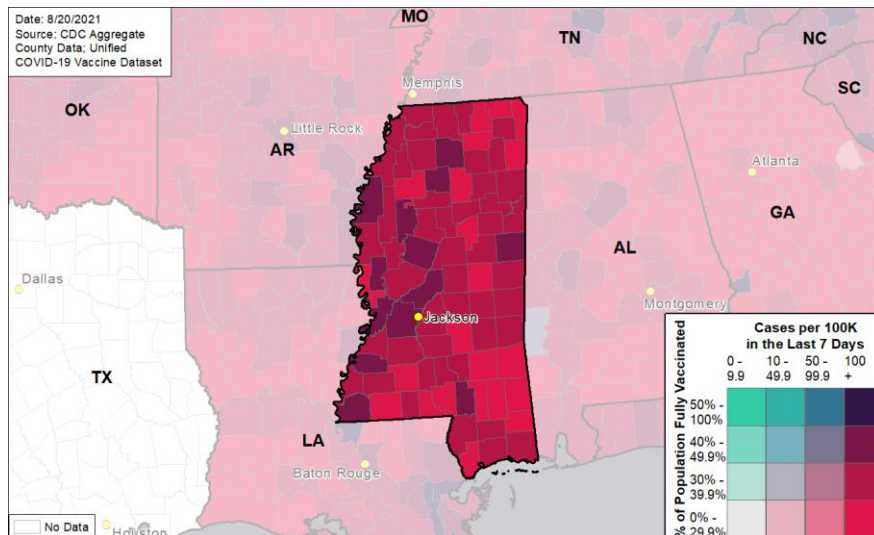 Date: 8/20/2021
Source: CDC Aggregate
County Data; Unified
COVID-19 Vaccine Dataset
MO
TN
NC
SC
OK
Memphis
Little Rock
AR
Atlanta
GA
AL
Dallas
Montgomery
Jackson
TX
LA
Baton Rouge
Houston
No Data
Cases per 100K
in the Last 7 Days
0 - 9.9
10 - 49.9
50 - 99.9
100 +
% of Population Fully Vaccinated
50% - 100%
40% - 49.9%
30% - 39.9%
0% - 29.9%